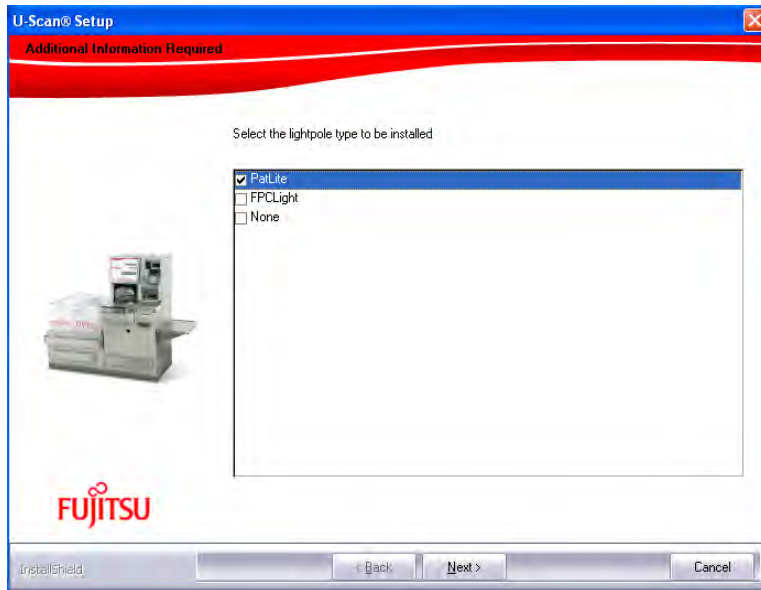 U-Scan® Setup
Additional Information Required
Select the lightpole type to be installed
PatLite
FPCLight
None
FUJITSU
InstallShield
< Back
Next >
Cancel